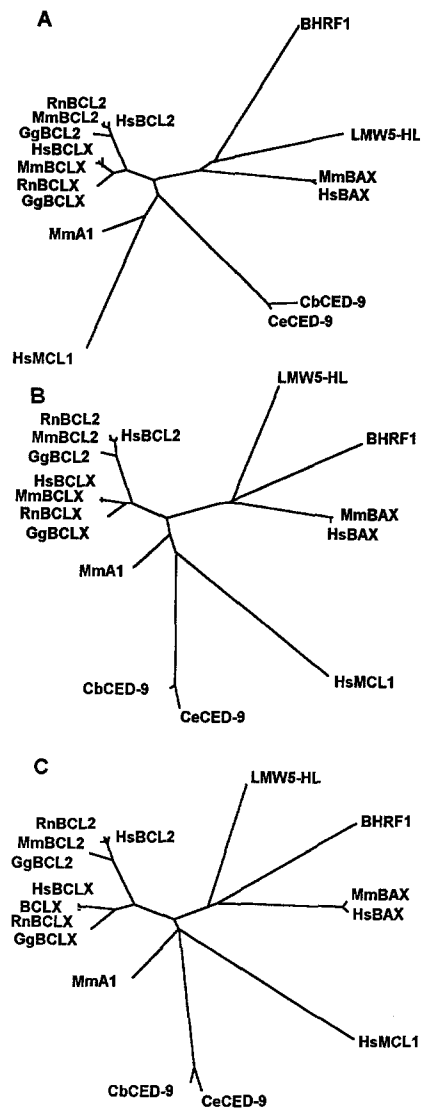 A
BHRF1
RnBCL2
MmBCL2
HsBCL2
GgBCL2
LMW5-HL
HsBCLX
MmBCLX
MmBAX
RnBCLX
HsBAX
GgBCLX
MmA1
CbCED-9
CeCED-9
HsMCL1
B
LMW5-HL
RnBCL2
MmBCL2
HsBCL2
BHRF1
GgBCL2
HsBCLX
MmBCLX
RnBCLX
MmBAX
GgBCLX
HsBAX
MmA1
HsMCL1
CbCED-9
CeCED-9
C
LMW5-HL
RnBCL2
BHRF1
MmBCL2
HsBCL2
GgBCL2
HsBCLX
MmBAX
BCLX
HsBAX
RnBCLX
GgBCLX
MmA1
HsMCL1
CbCED-9
CeCED-9